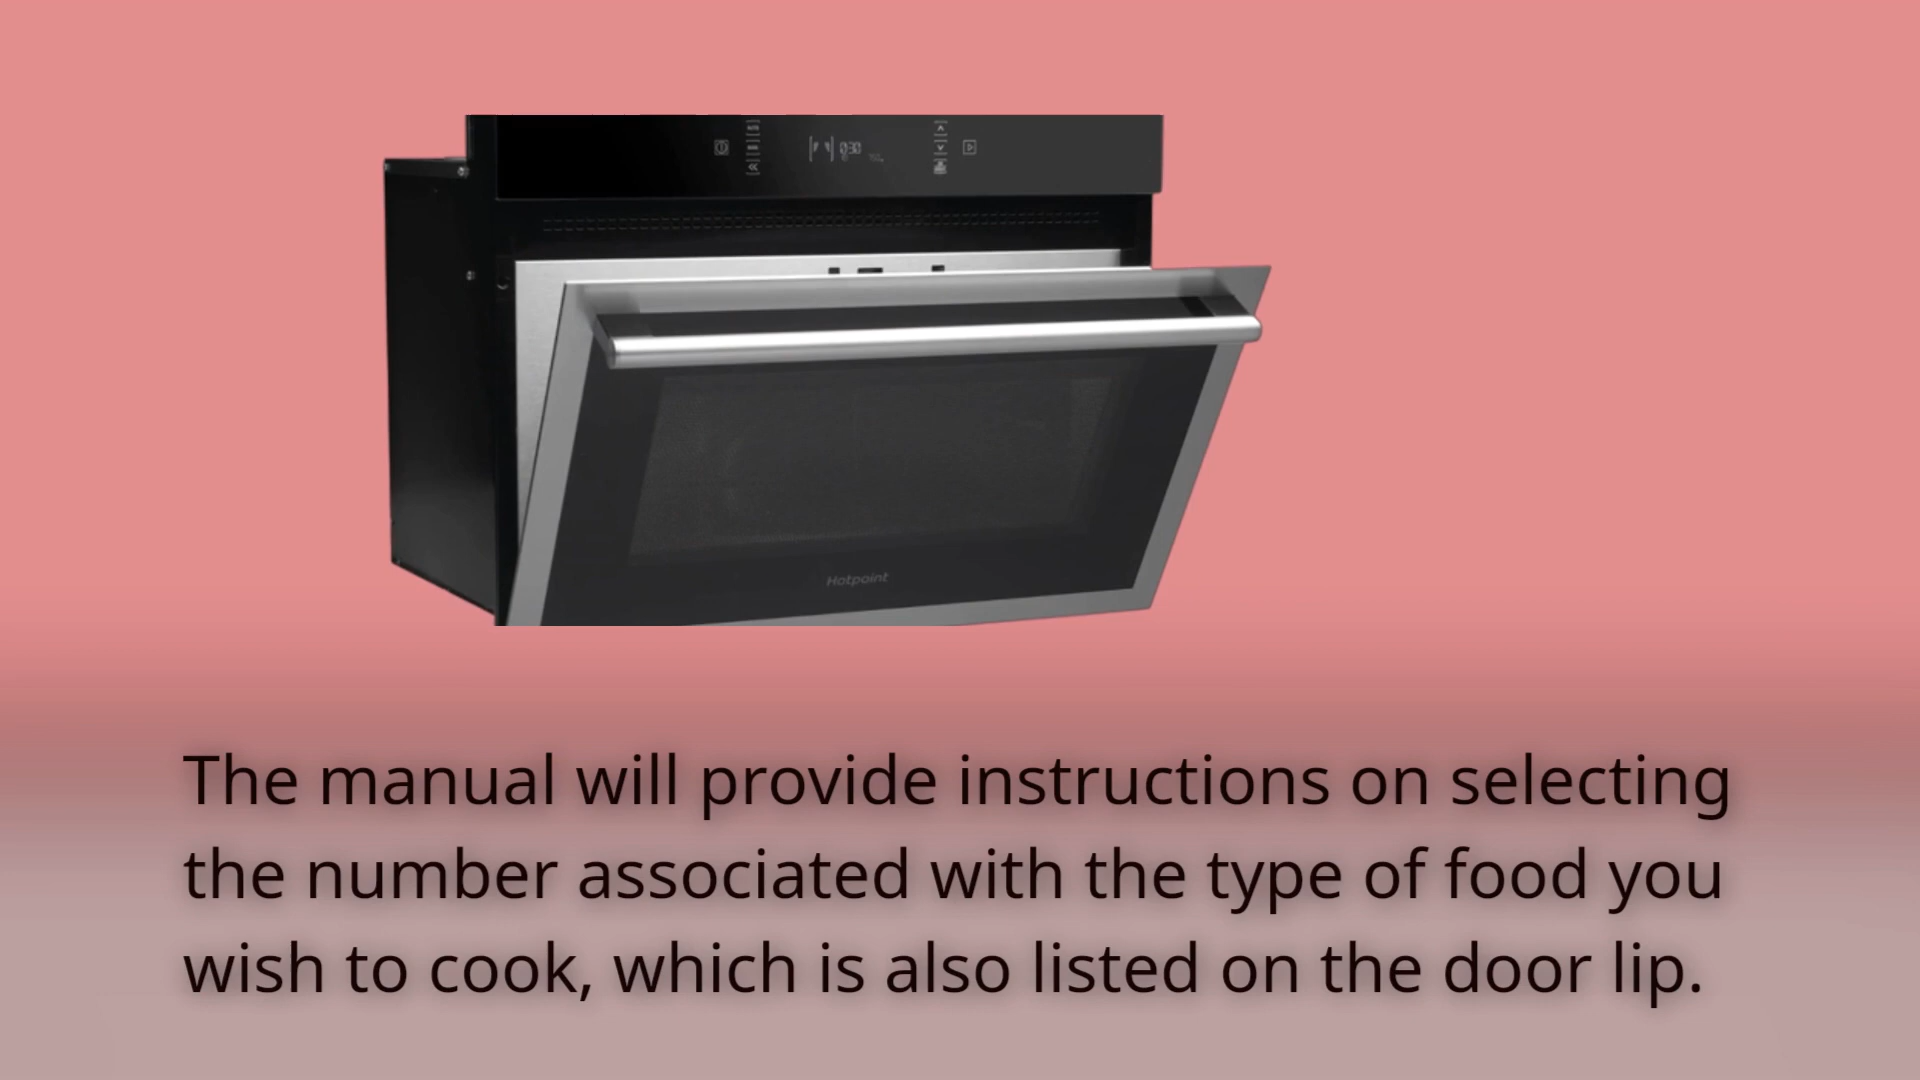 030
Hotpoint
The manual will provide instructions on selecting
the number associated with the type of food you
wish to cook, which is also listed on the door lip.